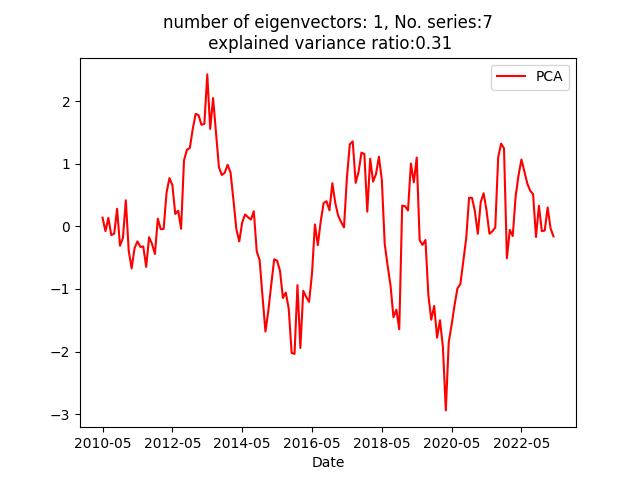 number of eigenvectors: 1, No. series:7
explained variance ratio:0.31
PCA
2
1
0
−1
−2
−3
2010-05 2012-05 2014-05 2016-05 2018-05 2020-05 2022-05
Date